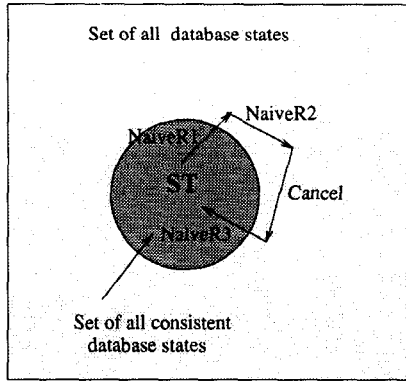 Set of all database states
NaiveR1
NaiveR2
ST
Cancel
NaiveR3
Set of all consistent
database states